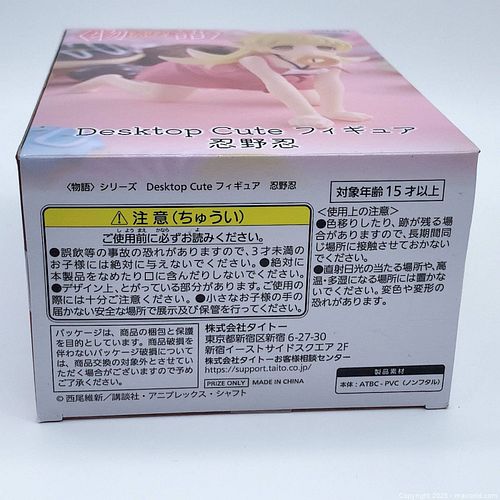 〈物語〉
Desktop Cute フィギュア
忍野忍
〈物語〉シリーズ Desktop Cute フィギュア 忍野忍
対象年齢15才以上
⚠注意(ちゅうい)
ご使用前に必ずお読みください。
●誤飲等の事故の恐れがありますので、3才未満の
お子様には絶対に与えないでください。●絶対に
本製品をなめたり口に含んだりしないでください。
●デザイン上、とがっている部分があります。ご使用の
際には十分ご注意ください。●小さなお子様の手の
届かない安全な場所で展示及び保管を行ってください。
<使用上の注意>
●色移りしたり、跡が残る場
合がありますので、長期間同
じ場所に接触させておかない
でください。
●直射日光の当たる場所や、高
温・多湿になる場所には置かな
いでください。変色や変形の
恐れがあります。
パッケージは、商品の梱包と保護
を目的としています。商品破損を
伴わないパッケージ破損について
は、商品交換の対象外とさせてい
ただく場合がございますので予め
ご了承ください。
株式会社タイトー
東京都新宿区新宿6-27-30
新宿イーストサイドスクエア 2F
株式会社タイトーお客様相談センター
https://support.taito.co.jp/
PRIZE ONLY MADE IN CHINA
製品素材
本体:ATBC-PVC(ノンフタル)
©西尾維新/講談社・アニプレックス・シャフト